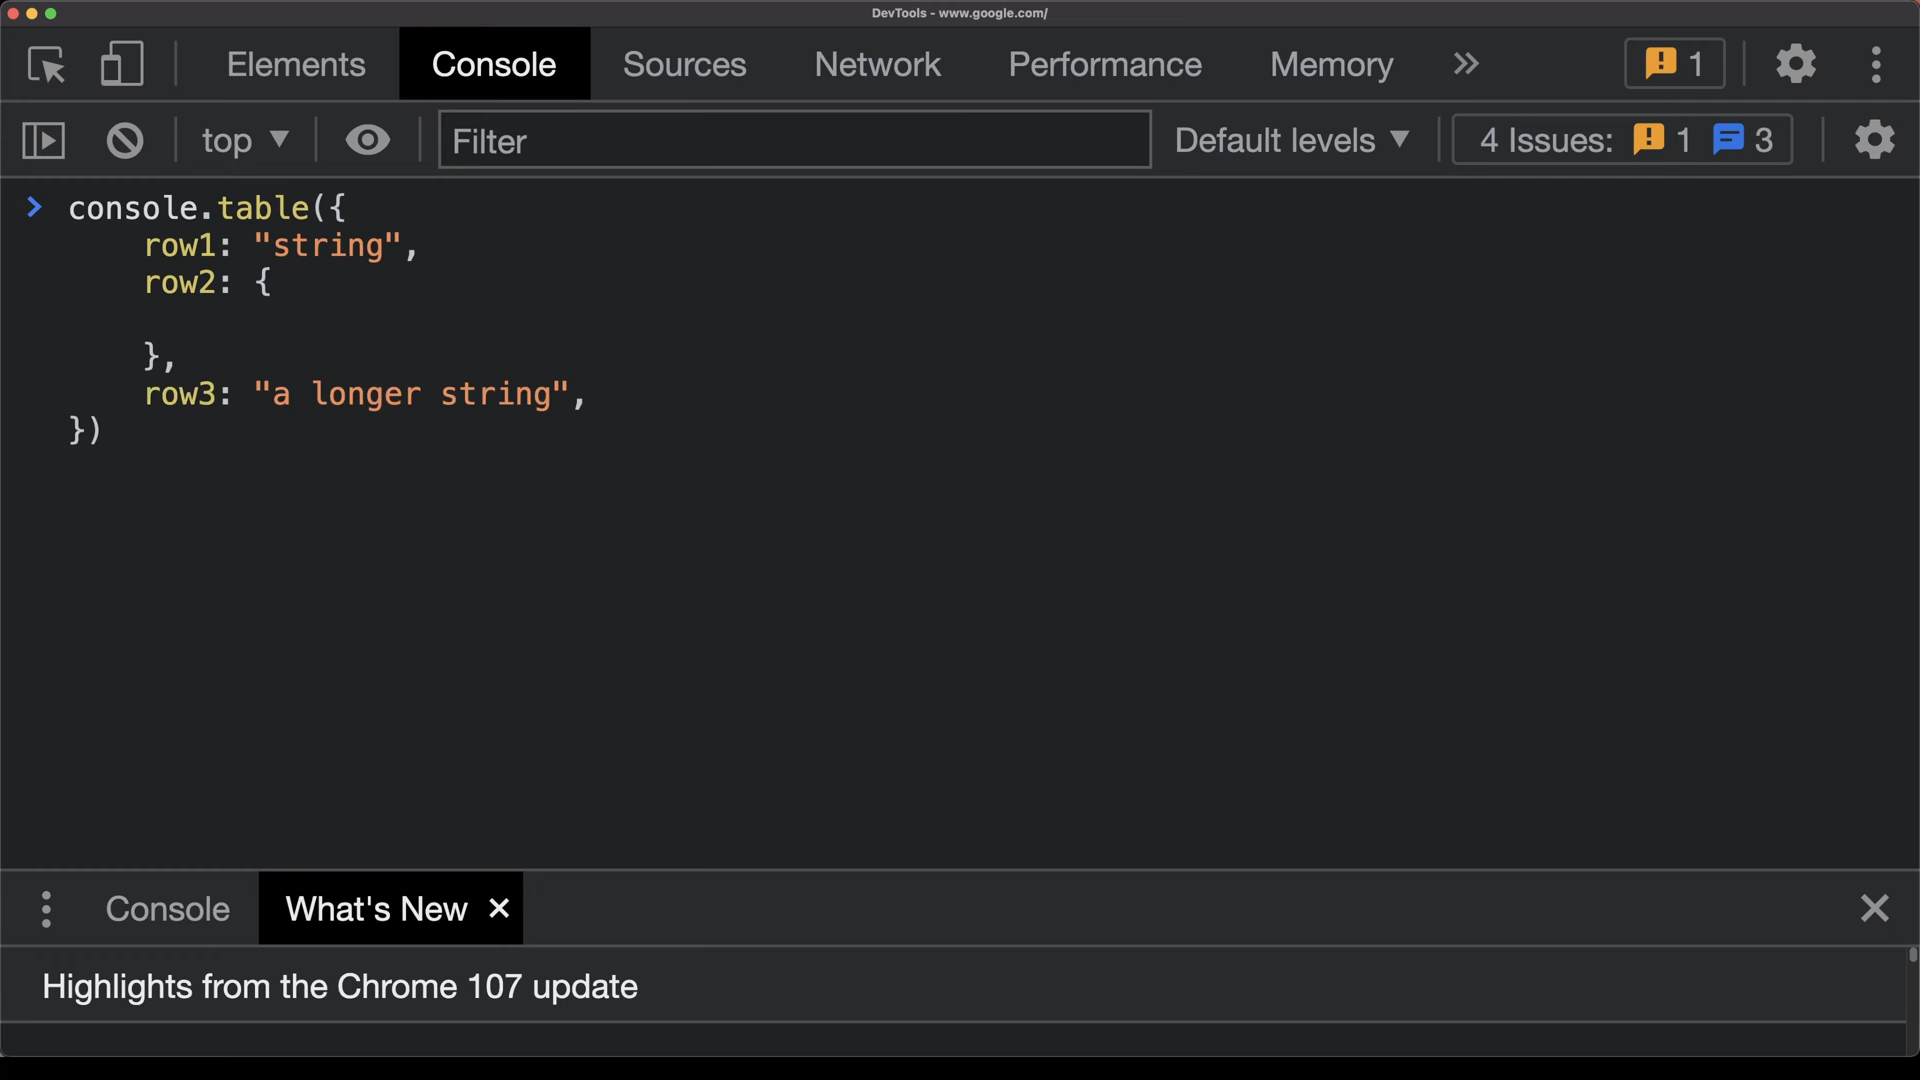 DevTools - www.google.com/
Elements Console Sources Network Performance Memory 1
top Filter Default levels 4 Issues: 1 3
console.table({
row1: "string",
row2: {
},
row3: "a longer string",
})
Console What's New
Highlights from the Chrome 107 update